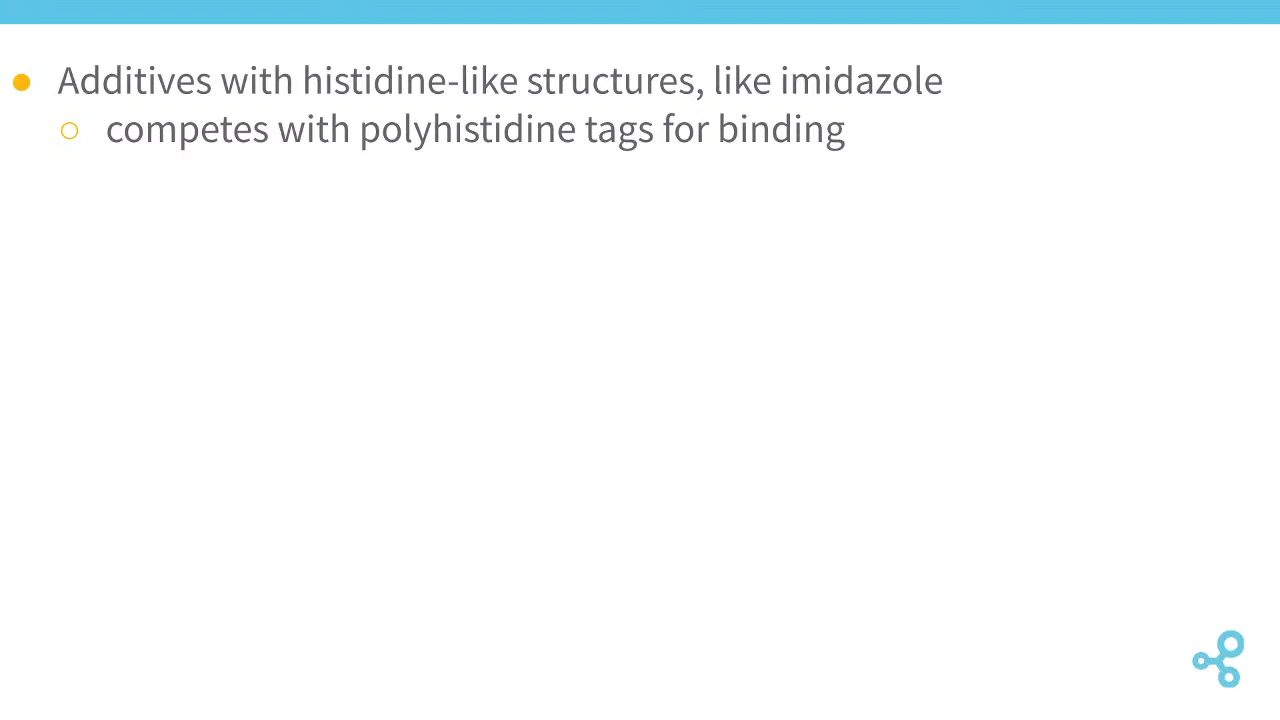 ● Additives with histidine-like structures, like imidazole
○ competes with polyhistidine tags for binding